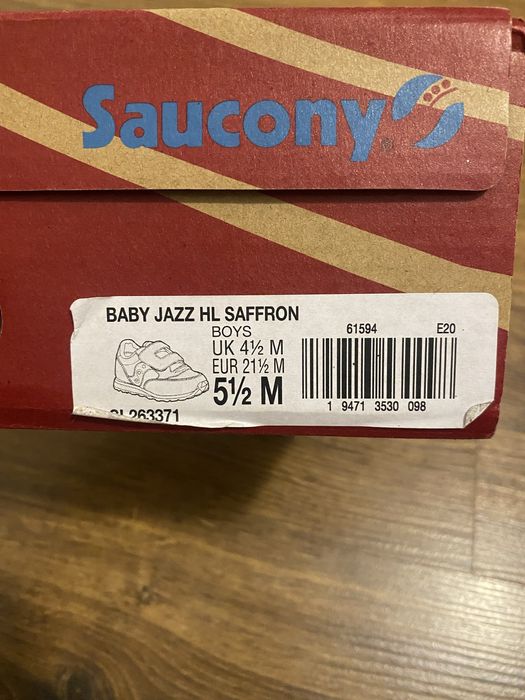 Saucony®
BABY JAZZ HL SAFFRON
BOYS
UK 4½ M
EUR 21½ M
5½ M
61594 E20
1 9471 3530 098
SL263371